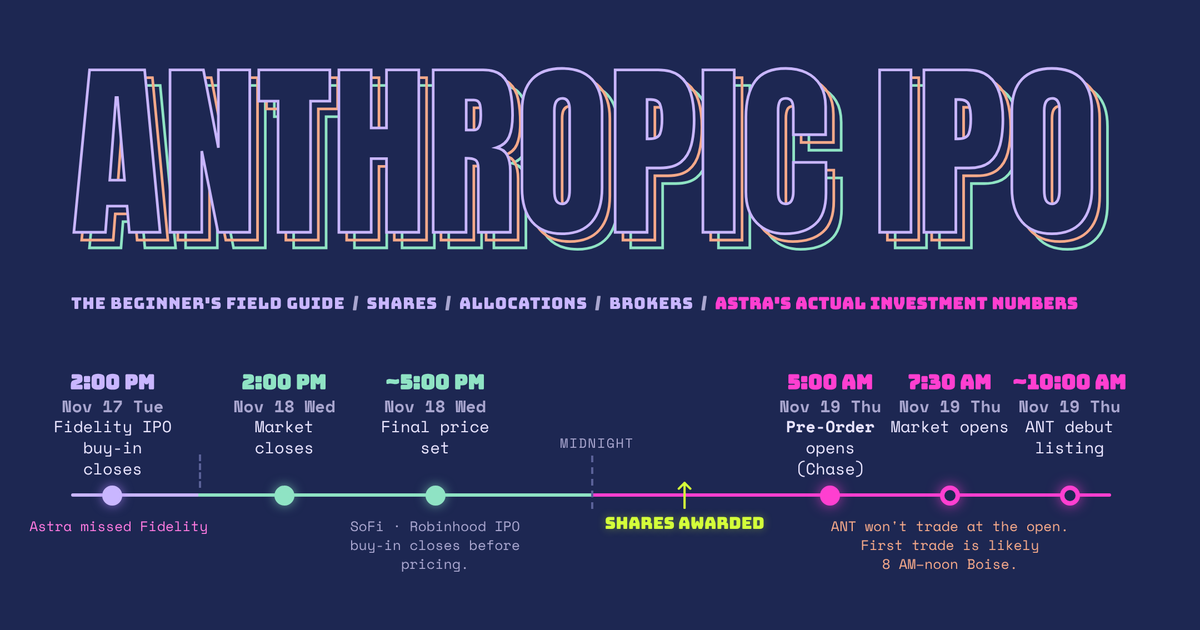 ANTHROPIC IPO
THE BEGINNER'S FIELD GUIDE / SHARES / ALLOCATIONS / BROKERS / ASTRA'S ACTUAL INVESTMENT NUMBERS
2:00 PM
Nov 17 Tue
Fidelity IPO
buy-in
closes
Astra missed Fidelity
2:00 PM
Nov 18 Wed
Market
closes
~5:00 PM
Nov 18 Wed
Final price
set
SoFi · Robinhood IPO
buy-in closes before
pricing.
MIDNIGHT
SHARES AWARDED
5:00 AM
Nov 19 Thu
Pre-Order
opens
(Chase)
7:30 AM
Nov 19 Thu
Market opens
~10:00 AM
Nov 19 Thu
ANT debut
listing
ANT won't trade at the open.
First trade is likely
8 AM–noon Boise.